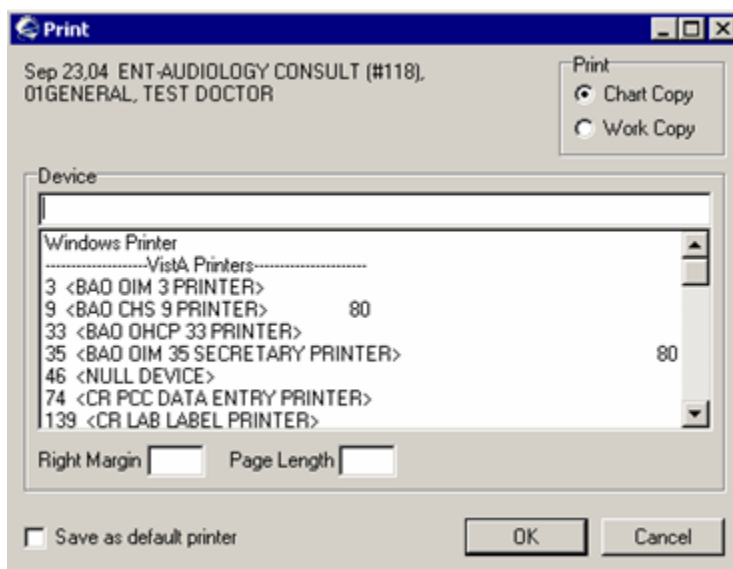 Print
Sep 23,04 ENT-AUDIOLOGY CONSULT (#118),
01GENERAL, TEST DOCTOR
Print
Chart Copy
Work Copy
Device
Windows Printer
---------------------VistA Printers-----------------------
3 <BAO OIM 3 PRINTER>
9 <BAO CHS 9 PRINTER> 80
33 <BAO OHCP 33 PRINTER>
35 <BAO OIM 35 SECRETARY PRINTER> 80
46 <NULL DEVICE>
74 <CR PCC DATA ENTRY PRINTER>
139 <CR LAB LABEL PRINTER>
Right Margin Page Length
Save as default printer OK Cancel